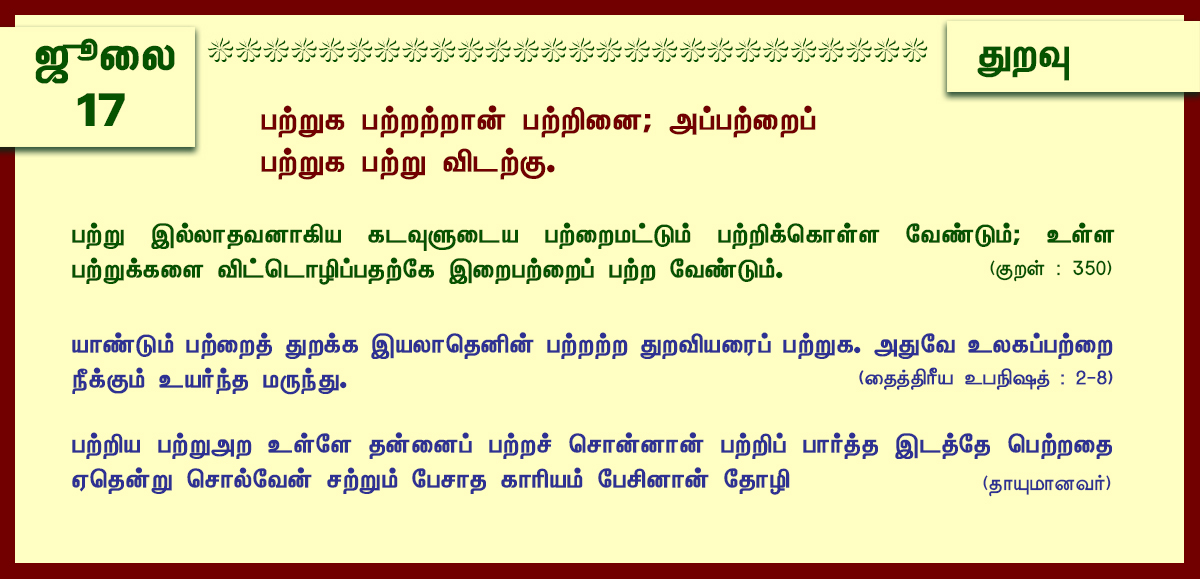 ஜூலை
17
துறவு
பற்றுக பற்றற்றான் பற்றினை; அப்பற்றைப்
பற்றுக பற்று விடற்கு.
பற்று இல்லாதவனாகிய கடவுளுடைய பற்றைமட்டும் பற்றிக்கொள்ள வேண்டும்; உள்ள
பற்றுக்களை விட்டொழிப்பதற்கே இறைபற்றைப் பற்ற வேண்டும். (குறள் : 350)
யாண்டும் பற்றைத் துறக்க இயலாதெனின் பற்றற்ற துறவியரைப் பற்றுக. அதுவே உலகப்பற்றை
நீக்கும் உயர்ந்த மருந்து. (தைத்திரீய உபநிஷத் : 2-8)
பற்றிய பற்றுஅற உள்ளே தன்னைப் பற்றச் சொன்னான் பற்றிப் பார்த்த இடத்தே பெற்றதை
ஏதென்று சொல்வேன் சற்றும் பேசாத காரியம் பேசினான் தோழி (தாயுமானவர்)